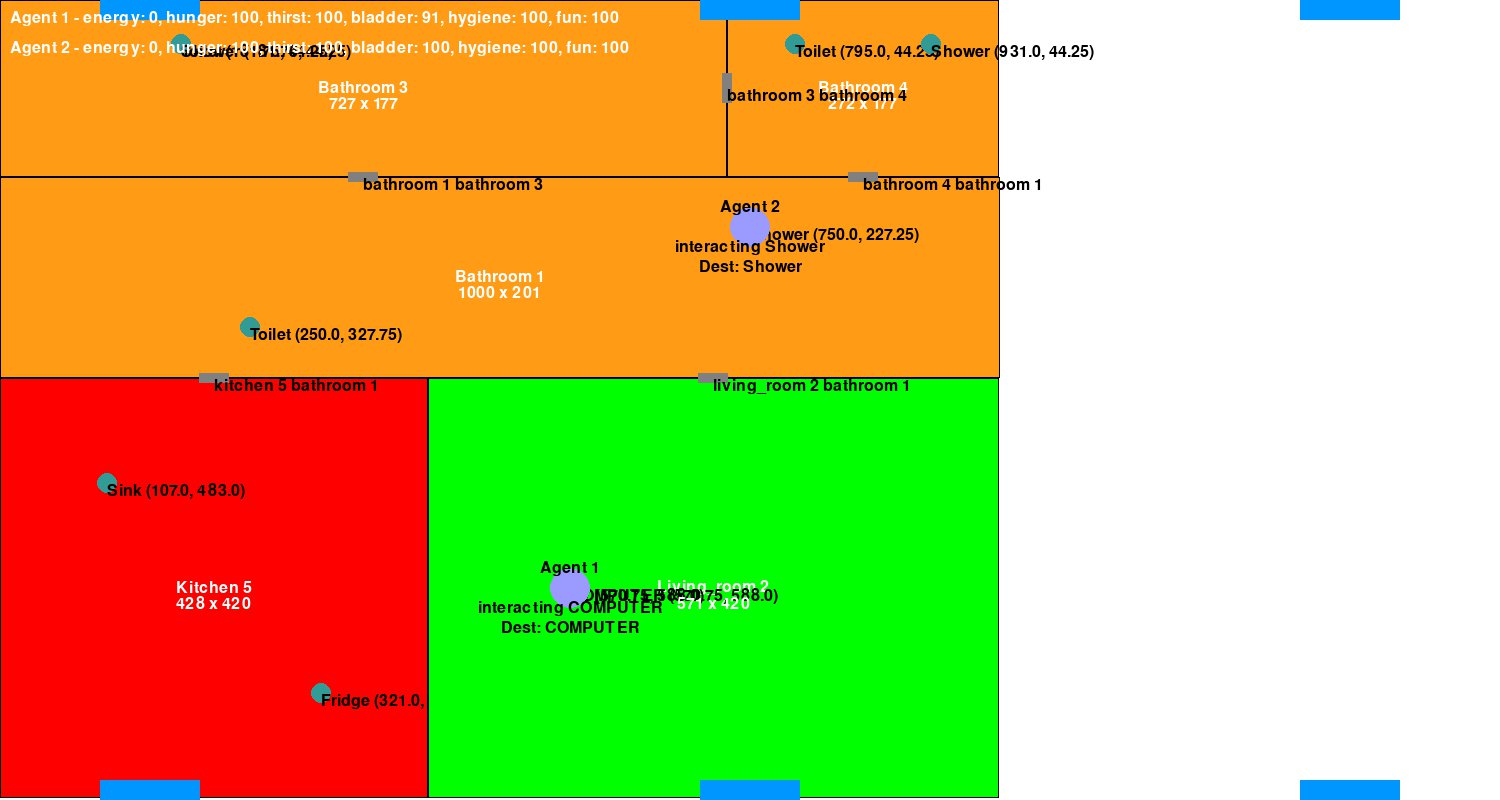 Agent 1 - energy: 0, hunger: 100, thirst: 100, bladder: 91, hygiene: 100, fun: 100
Agent 2 - energy: 0, hunger: 100, thirst: 100, bladder: 100, hygiene: 100, fun: 100
Toilet (795.0, 44.25)
Shower (931.0, 44.25)
Bathroom 3
727 x 177
Bathroom 4
272 x 177
bathroom 3 bathroom 4
bathroom 1 bathroom 3
bathroom 4 bathroom 1
Agent 2
Shower (750.0, 227.25)
interacting Shower
Dest: Shower
Bathroom 1
1000 x 201
Toilet (250.0, 327.75)
kitchen 5 bathroom 1
living_room 2 bathroom 1
Sink (107.0, 483.0)
Agent 1
Kitchen 5
428 x 420
Living_room 2
571 x 420
interacting COMPUTER
Dest: COMPUTER
Fridge (321.0,